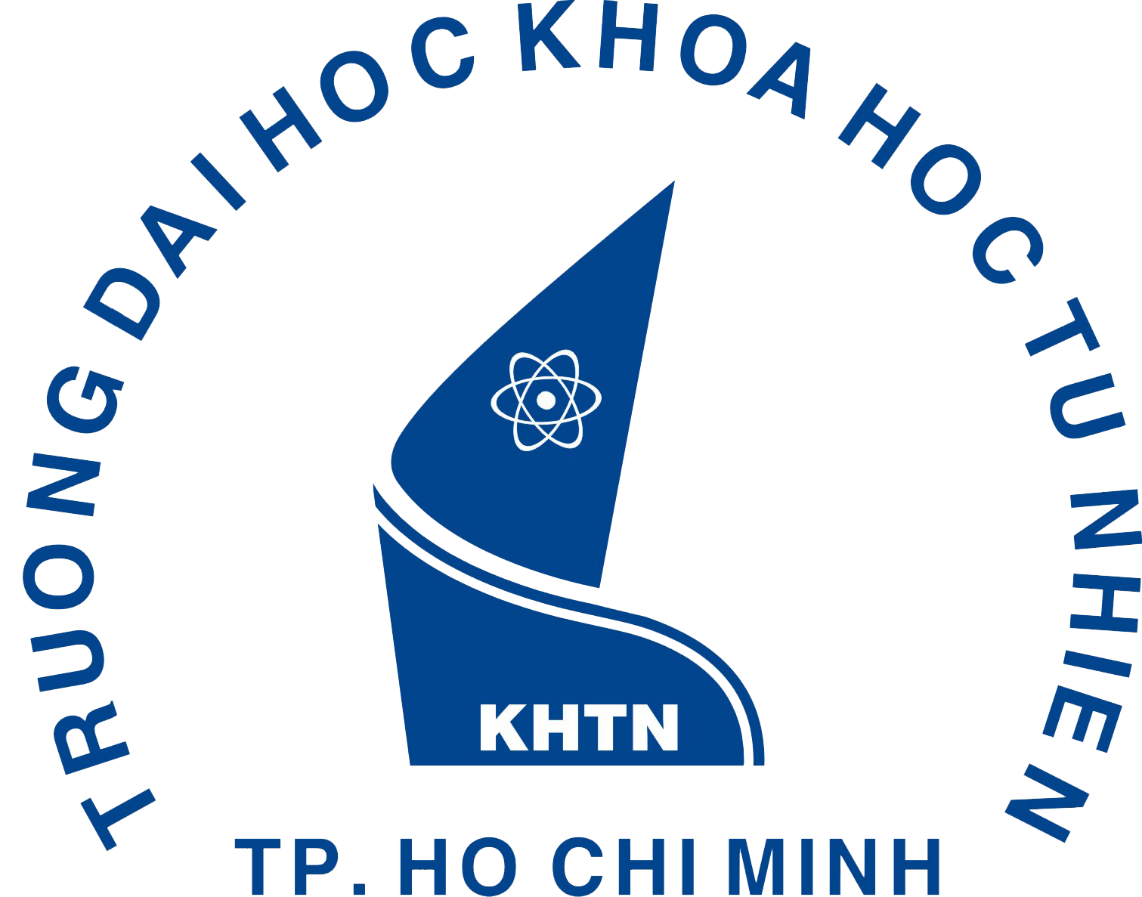 TRUONG DAI HOC KHOA HOC TU NHIEN
KHTN
TP. HO CHI MINH